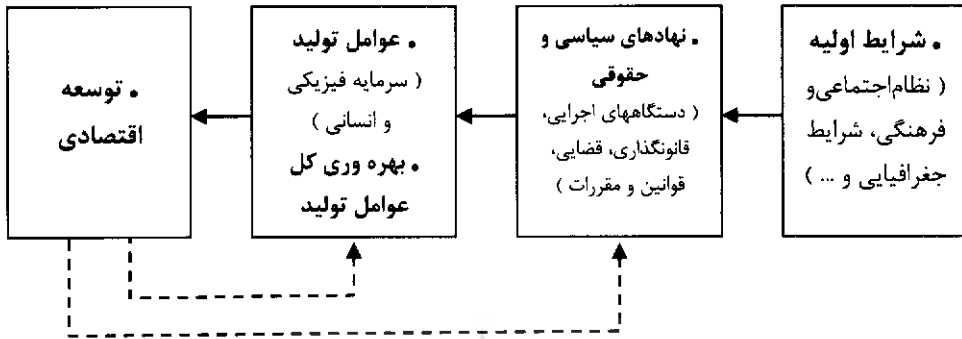 • شرایط اولیه
( نظام‌اجتماعی‌و
فرهنگی، شرایط
جغرافیایی و ... )
• نهادهای سیاسی و
حقوقی
( دستگاههای اجرایی،
قانونگذاری، قضایی،
قوانین و مقررات )
• عوامل تولید
( سرمایه فیزیکی
و انسانی )
• بهره وری کل
عوامل تولید
• توسعه
اقتصادی